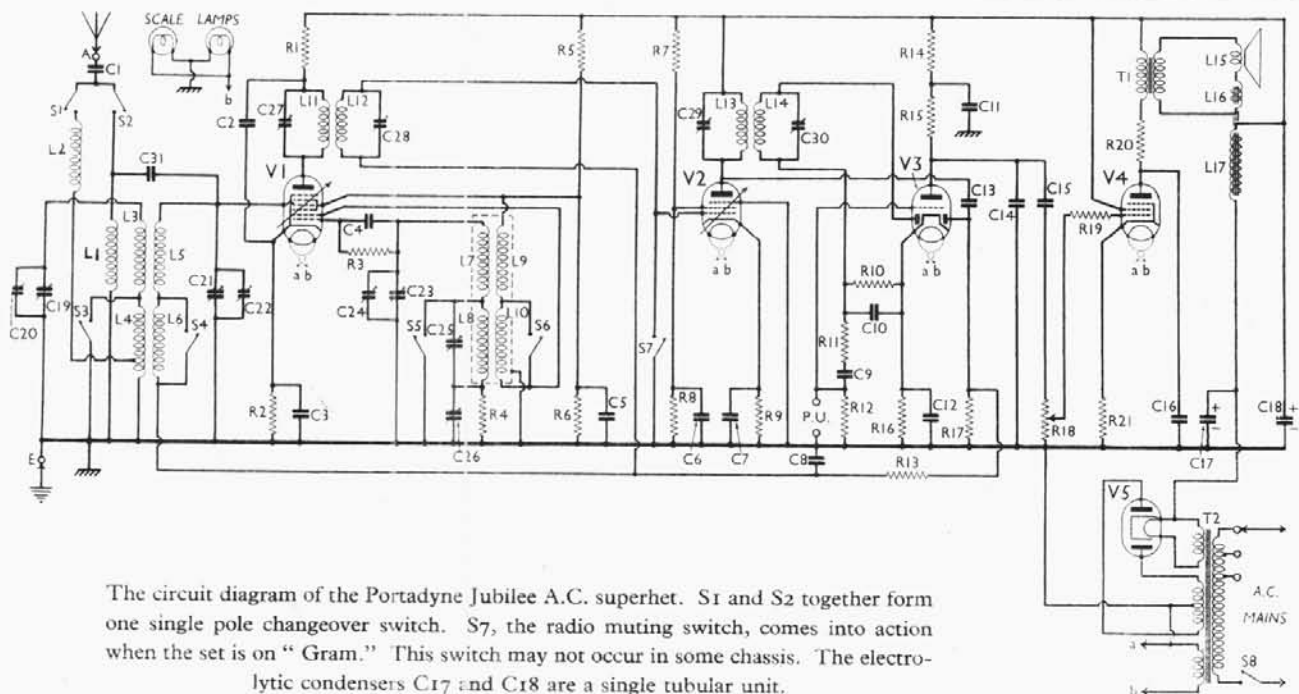 SCALE LAMPS
A
C1
b
S1
S2
L2
C31
L3
L1
L5
L4
L6
S3
S4
C19
C20
C21
C22
E
R1
C2
C27
L11
L12
C28
V1
a b
C4
R3
C24
C23
R2
C3
R5
L7
L9
L8
L10
C25
S5
S6
R4
C26
R6
C5
R7
S7
C29
L13
L14
C30
V2
a b
R8
C6
C7
R9
R14
R15
C11
V3
a b
C13
R10
C10
R11
C9
P.U.
R12
C8
R16
C12
R17
R13
C14
C15
R18
R19
V4
a b
T1
R20
R21
C16
L15
L16
L17
C17
C18
+
–
+
–
V5
T2
A.C.
MAINS
S8
a
b
The circuit diagram of the Portadyne Jubilee A.C. superhet. S1 and S2 together form
one single pole changeover switch. S7, the radio muting switch, comes into action
when the set is on “ Gram.” This switch may not occur in some chassis. The electro-
lytic condensers C17 and C18 are a single tubular unit.